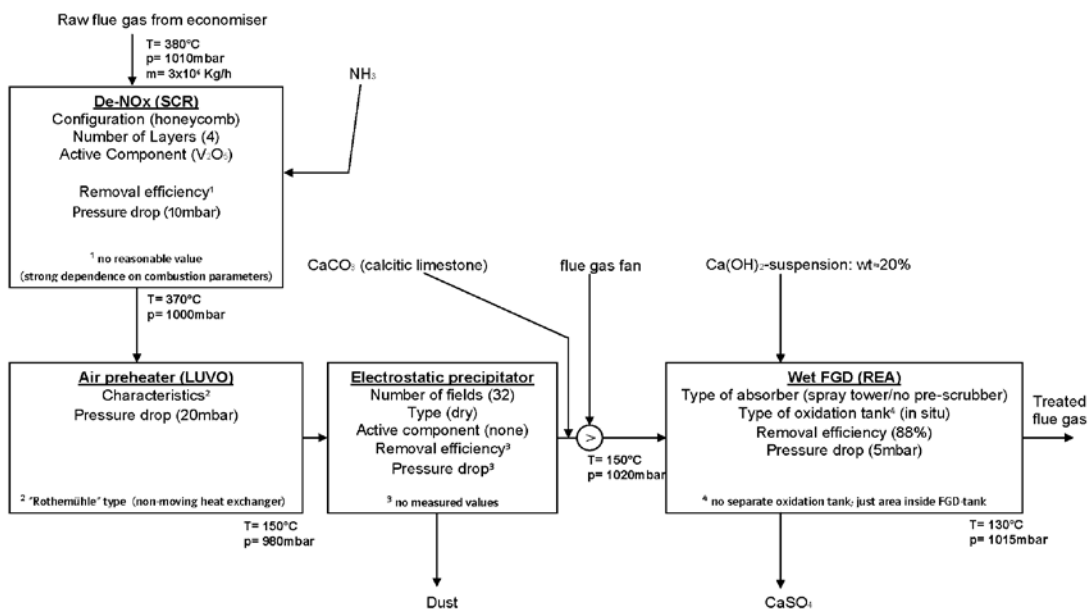 Raw flue gas from economiser
T= 380°C
p= 1010mbar
m= 3x10⁶ Kg/h
NH₃
De-NOx (SCR)
Configuration (honeycomb)
Number of Layers (4)
Active Component (V₂O₅)
Removal efficiency¹
Pressure drop (10mbar)
¹ no reasonable value
(strong dependence on combustion parameters)
T= 370°C
p= 1000mbar
CaCO₃ (calcitic limestone)
flue gas fan
Ca(OH)₂-suspension: wt≈20%
Air preheater (LUVO)
Characteristics²
Pressure drop (20mbar)
² "Rothemühle" type (non-moving heat exchanger)
T= 150°C
p= 980mbar
Electrostatic precipitator
Number of fields (32)
Type (dry)
Active component (none)
Removal efficiency³
Pressure drop³
³ no measured values
Dust
>
T= 150°C
p= 1020mbar
Wet FGD (REA)
Type of absorber (spray tower/no pre-scrubber)
Type of oxidation tank⁴ (in situ)
Removal efficiency (88%)
Pressure drop (5mbar)
⁴ no separate oxidation tank; just area inside FGD-tank
T= 130°C
p= 1015mbar
Treated
flue gas
CaSO₄